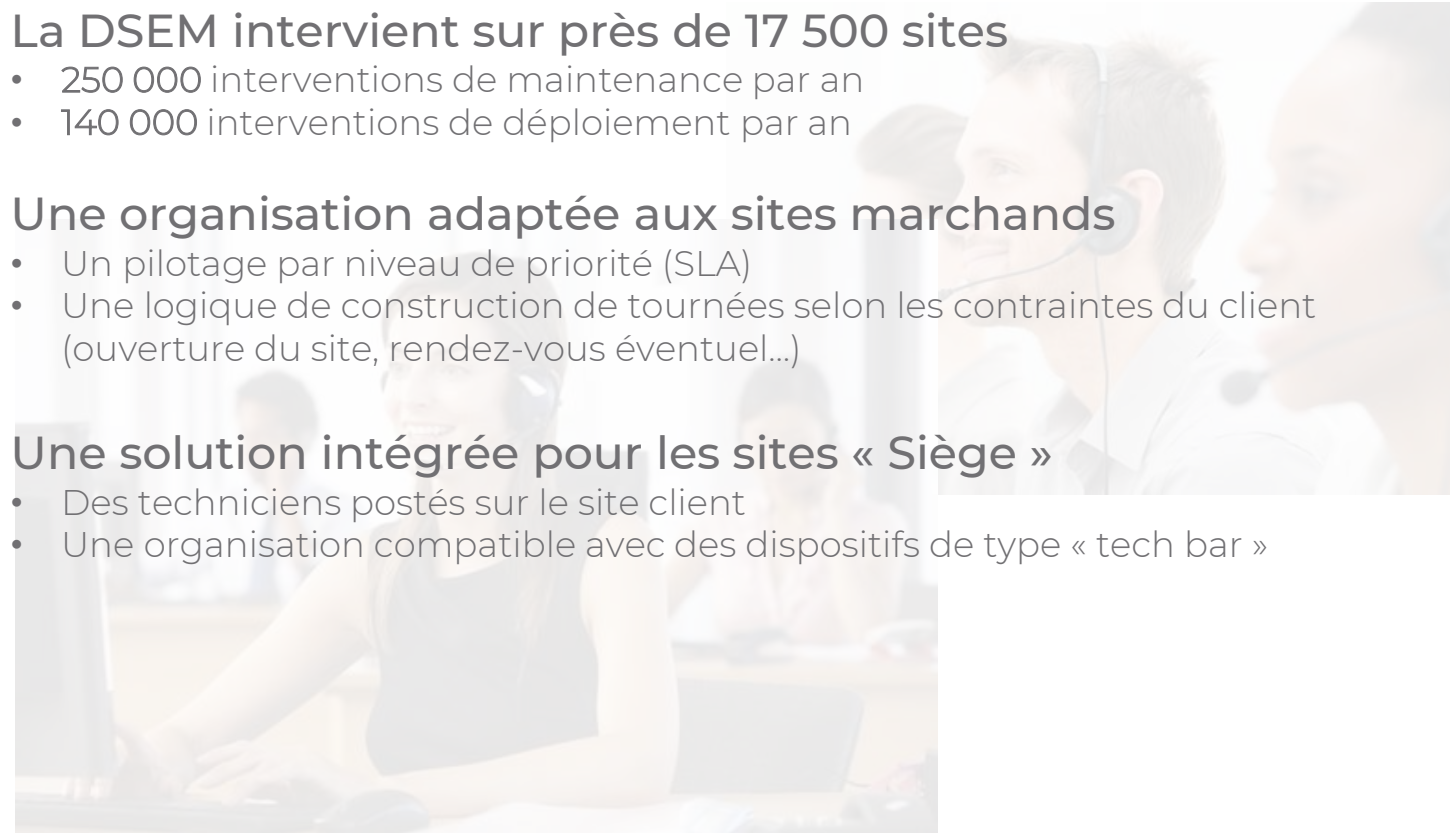 La DSEM intervient sur près de 17 500 sites
• 250 000 interventions de maintenance par an
• 140 000 interventions de déploiement par an
Une organisation adaptée aux sites marchands
• Un pilotage par niveau de priorité (SLA)
• Une logique de construction de tournées selon les contraintes du client
(ouverture du site, rendez-vous éventuel...)
Une solution intégrée pour les sites « Siège »
• Des techniciens postés sur le site client
• Une organisation compatible avec des dispositifs de type « tech bar »